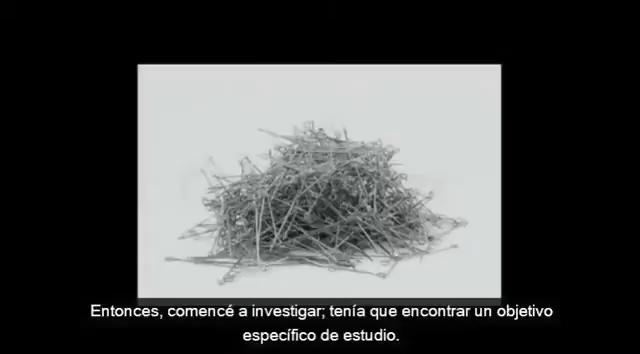 Entonces, comencé a investigar; tenía que encontrar un objetivo
específico de estudio.